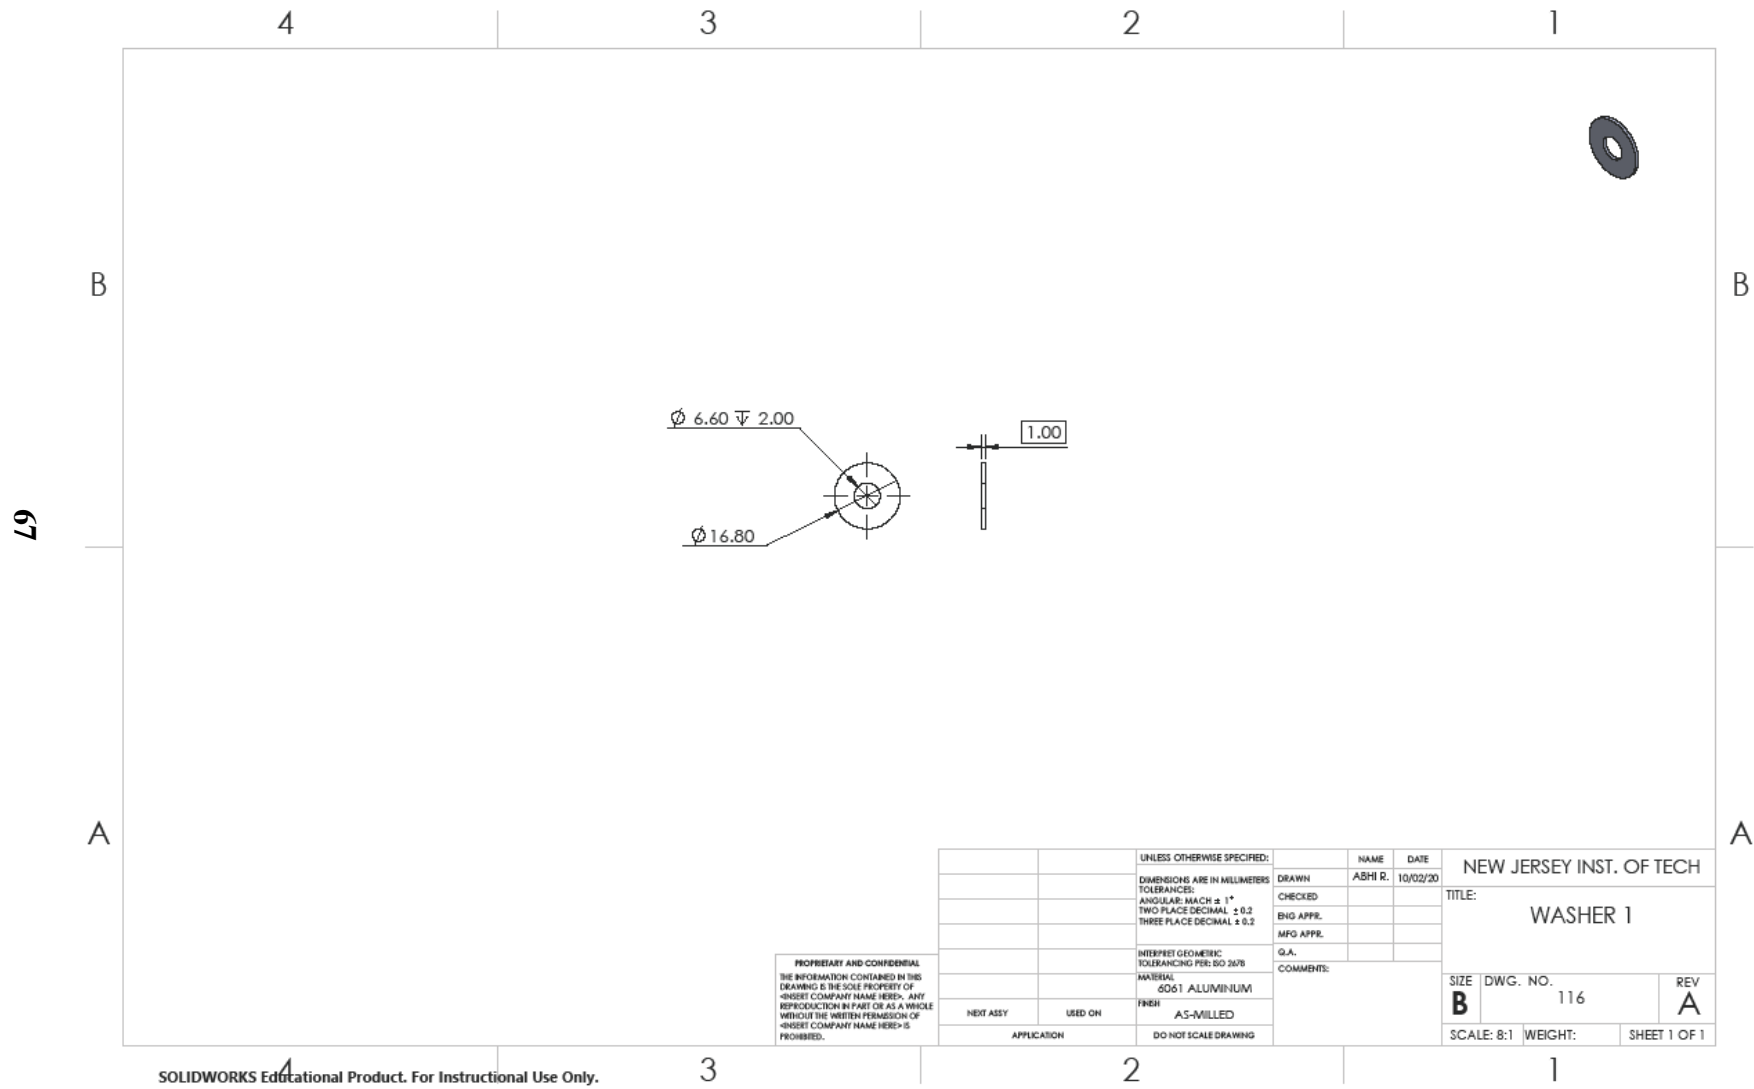 4 3 2 1
B B
⌀ 6.60 ↧ 2.00
1.00
⌀ 16.80
67
A A
UNLESS OTHERWISE SPECIFIED:
DIMENSIONS ARE IN MILLIMETERS
TOLERANCES:
ANGULAR: MACH ± 1°
TWO PLACE DECIMAL ± 0.2
THREE PLACE DECIMAL ± 0.2
INTERPRET GEOMETRIC
TOLERANCING PER: ISO 2678
MATERIAL
6061 ALUMINUM
FINISH
AS-MILLED
DO NOT SCALE DRAWING
NAME DATE
DRAWN ABHI R. 10/02/20
CHECKED
ENG APPR.
MFG APPR.
Q.A.
COMMENTS:
NEW JERSEY INST. OF TECH
TITLE:
WASHER 1
SIZE DWG. NO. REV
B 116 A
SCALE: 8:1 WEIGHT: SHEET 1 OF 1
PROPRIETARY AND CONFIDENTIAL
THE INFORMATION CONTAINED IN THIS
DRAWING IS THE SOLE PROPERTY OF
<INSERT COMPANY NAME HERE>. ANY
REPRODUCTION IN PART OR AS A WHOLE
WITHOUT THE WRITTEN PERMISSION OF
<INSERT COMPANY NAME HERE> IS
PROHIBITED.
NEXT ASSY USED ON
APPLICATION
4 3 2 1
SOLIDWORKS Educational Product. For Instructional Use Only.